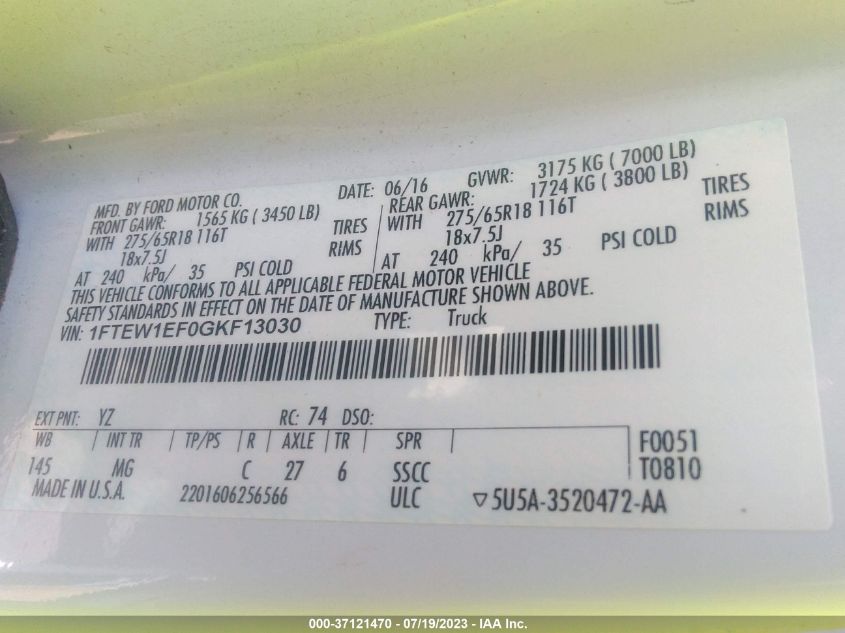 MFD. BY FORD MOTOR CO. DATE: 06/16 GVWR: 3175 KG ( 7000 LB)
FRONT GAWR: 1565 KG ( 3450 LB) REAR GAWR: 1724 KG ( 3800 LB)
WITH 275/65R18 116T TIRES WITH 275/65R18 116T TIRES
18x7.5J RIMS 18x7.5J RIMS
AT 240 kPa/ 35 PSI COLD AT 240 kPa/ 35 PSI COLD
THIS VEHICLE CONFORMS TO ALL APPLICABLE FEDERAL MOTOR VEHICLE
SAFETY STANDARDS IN EFFECT ON THE DATE OF MANUFACTURE SHOWN ABOVE.
VIN: 1FTEW1EF0GKF13030 TYPE: Truck
EXT PNT: YZ RC: 74 DSO:
WB INT TR TP/PS R AXLE TR SPR F0051
145 MG C 27 6 SSCC T0810
MADE IN U.S.A. 2201606256566 ULC ▽5U5A-3520472-AA
000-37121470 - 07/19/2023 - IAA Inc.